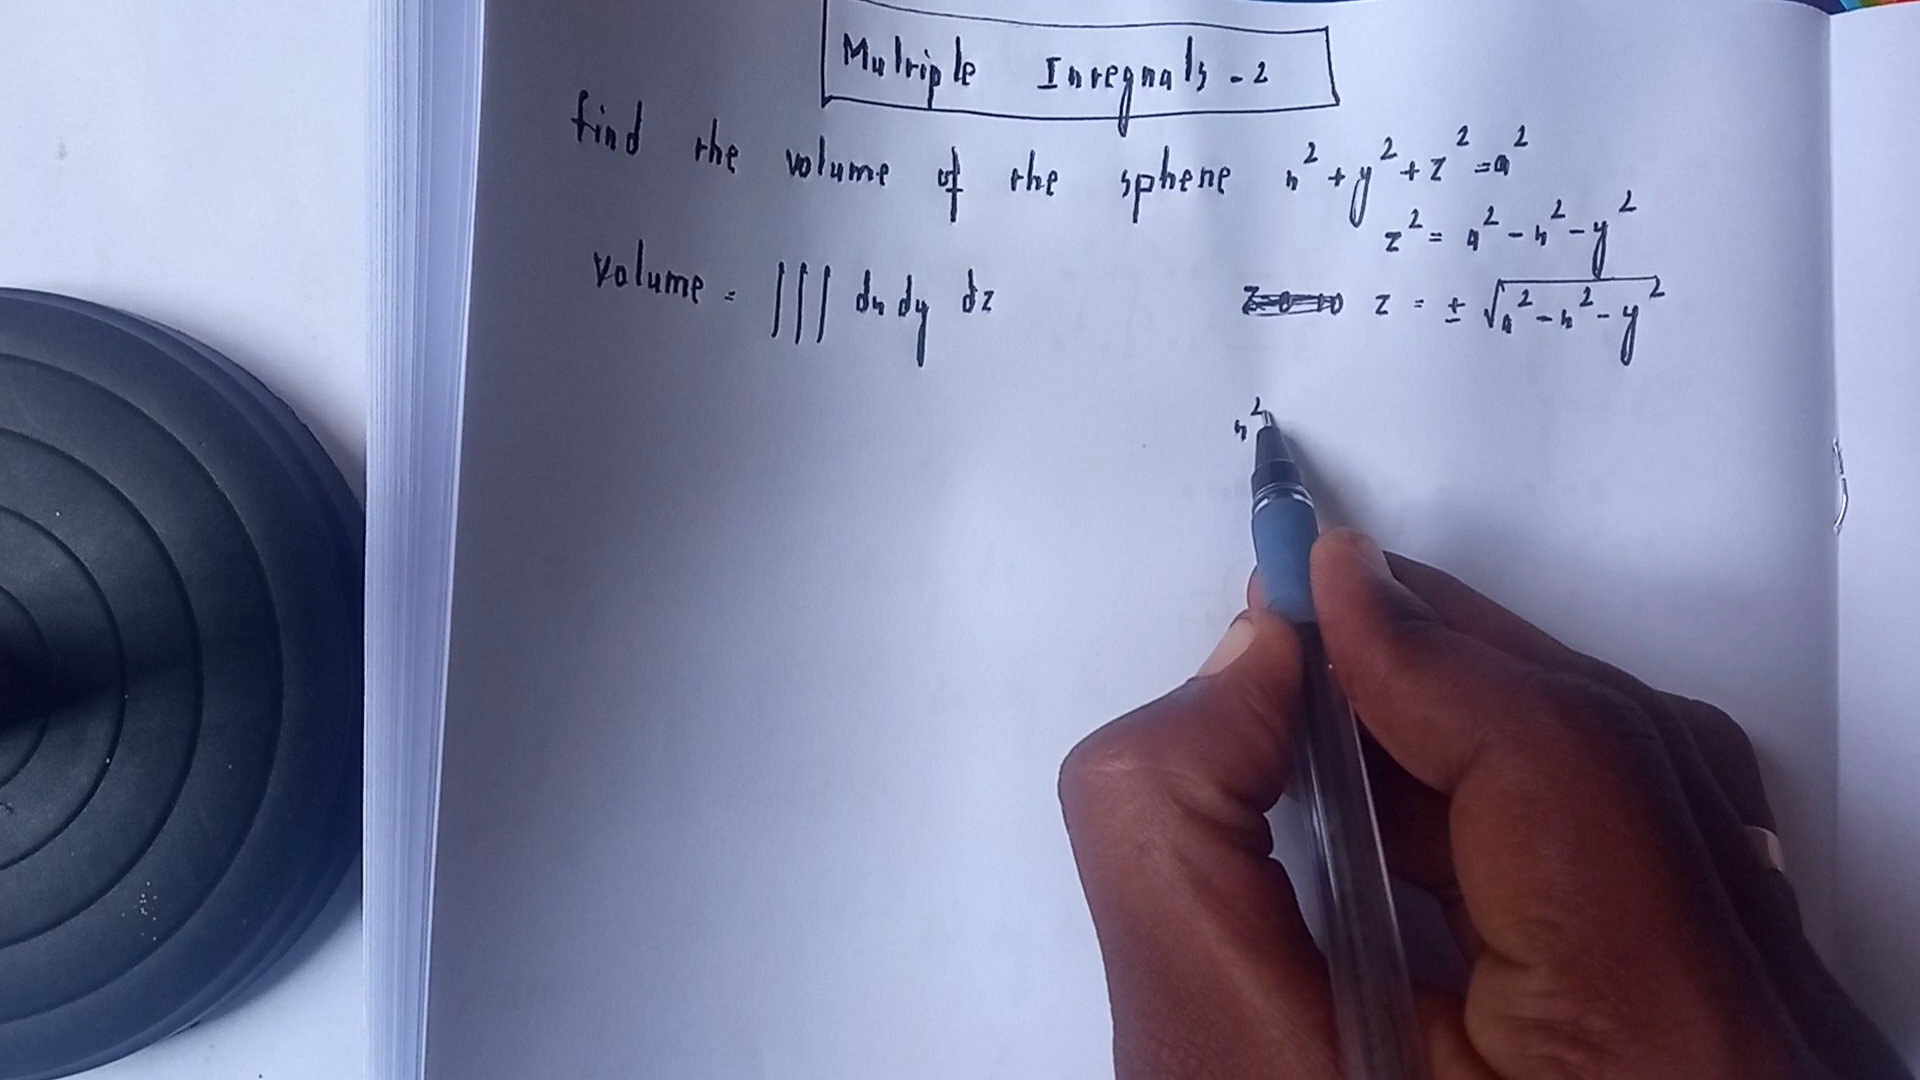 Multiple Integrals - 2
find the volume of the sphere x² + y² + z² = a²
z² = a² - x² - y²
volume = ∫∫∫ dx dy dz
z = ± √a² - x² - y²
x²